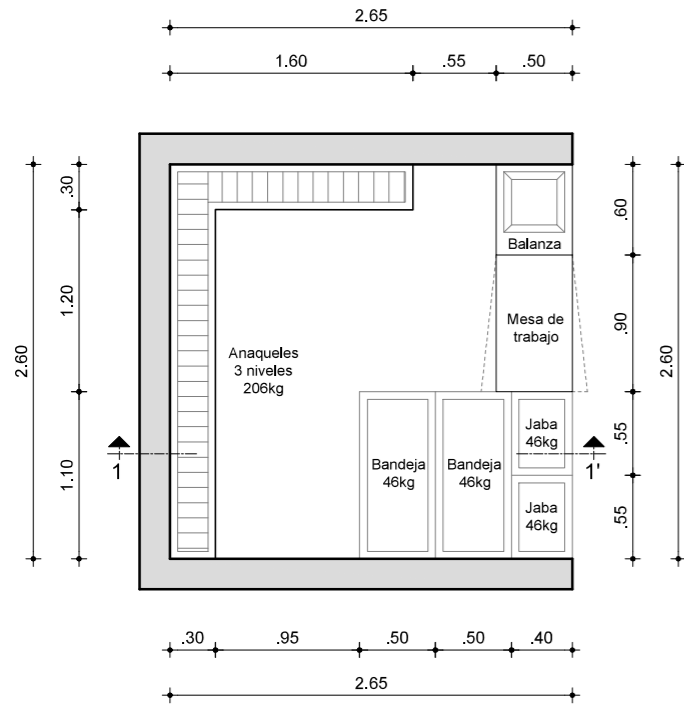 2.65
1.60 .55 .50
.30
1.20
1.10
2.60
.60
.90
.55
.55
2.60
Balanza
Mesa de
trabajo
Anaqueles
3 niveles
206kg
Bandeja
46kg
Bandeja
46kg
Jaba
46kg
Jaba
46kg
1 1'
.30 .95 .50 .50 .40
2.65